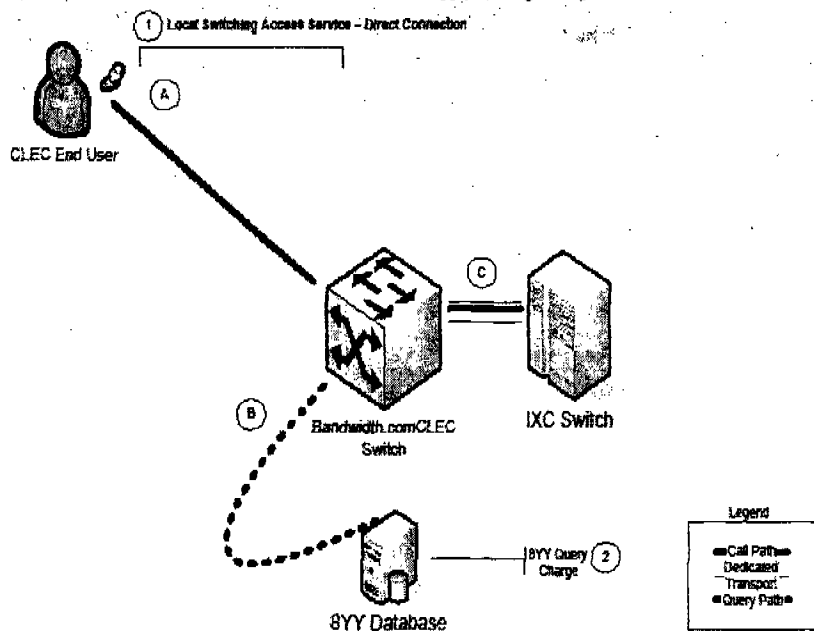 1 Local Switching Access Service – Direct Connection
A
CLEC End User
C
B
Bandwidth.comCLEC
Switch
IXC Switch
8YY Query
Charge
2
8YY Database
Legend
Call Path
Dedicated
Transport
Query Path